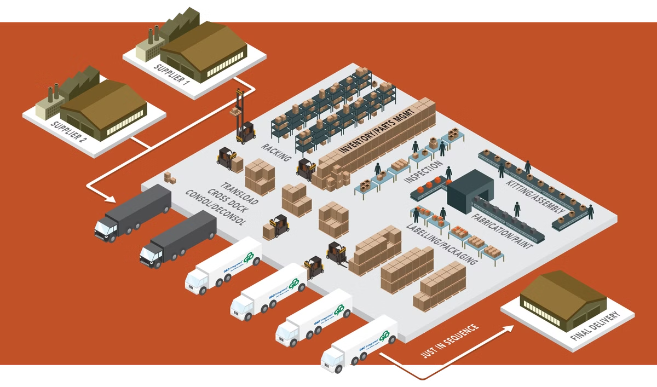 SUPPLIER 1
SUPPLIER 2
RACKING
INVENTORY/PARTS MGMT
INSPECTION
KITTING/ASSEMBLY
TRANSLOAD
CROSS DOCK
CONSOL/DECONSOL
FABRICATION/PAINT
LABELLING/PACKAGING
JUST IN SEQUENCE
FINAL DELIVERY